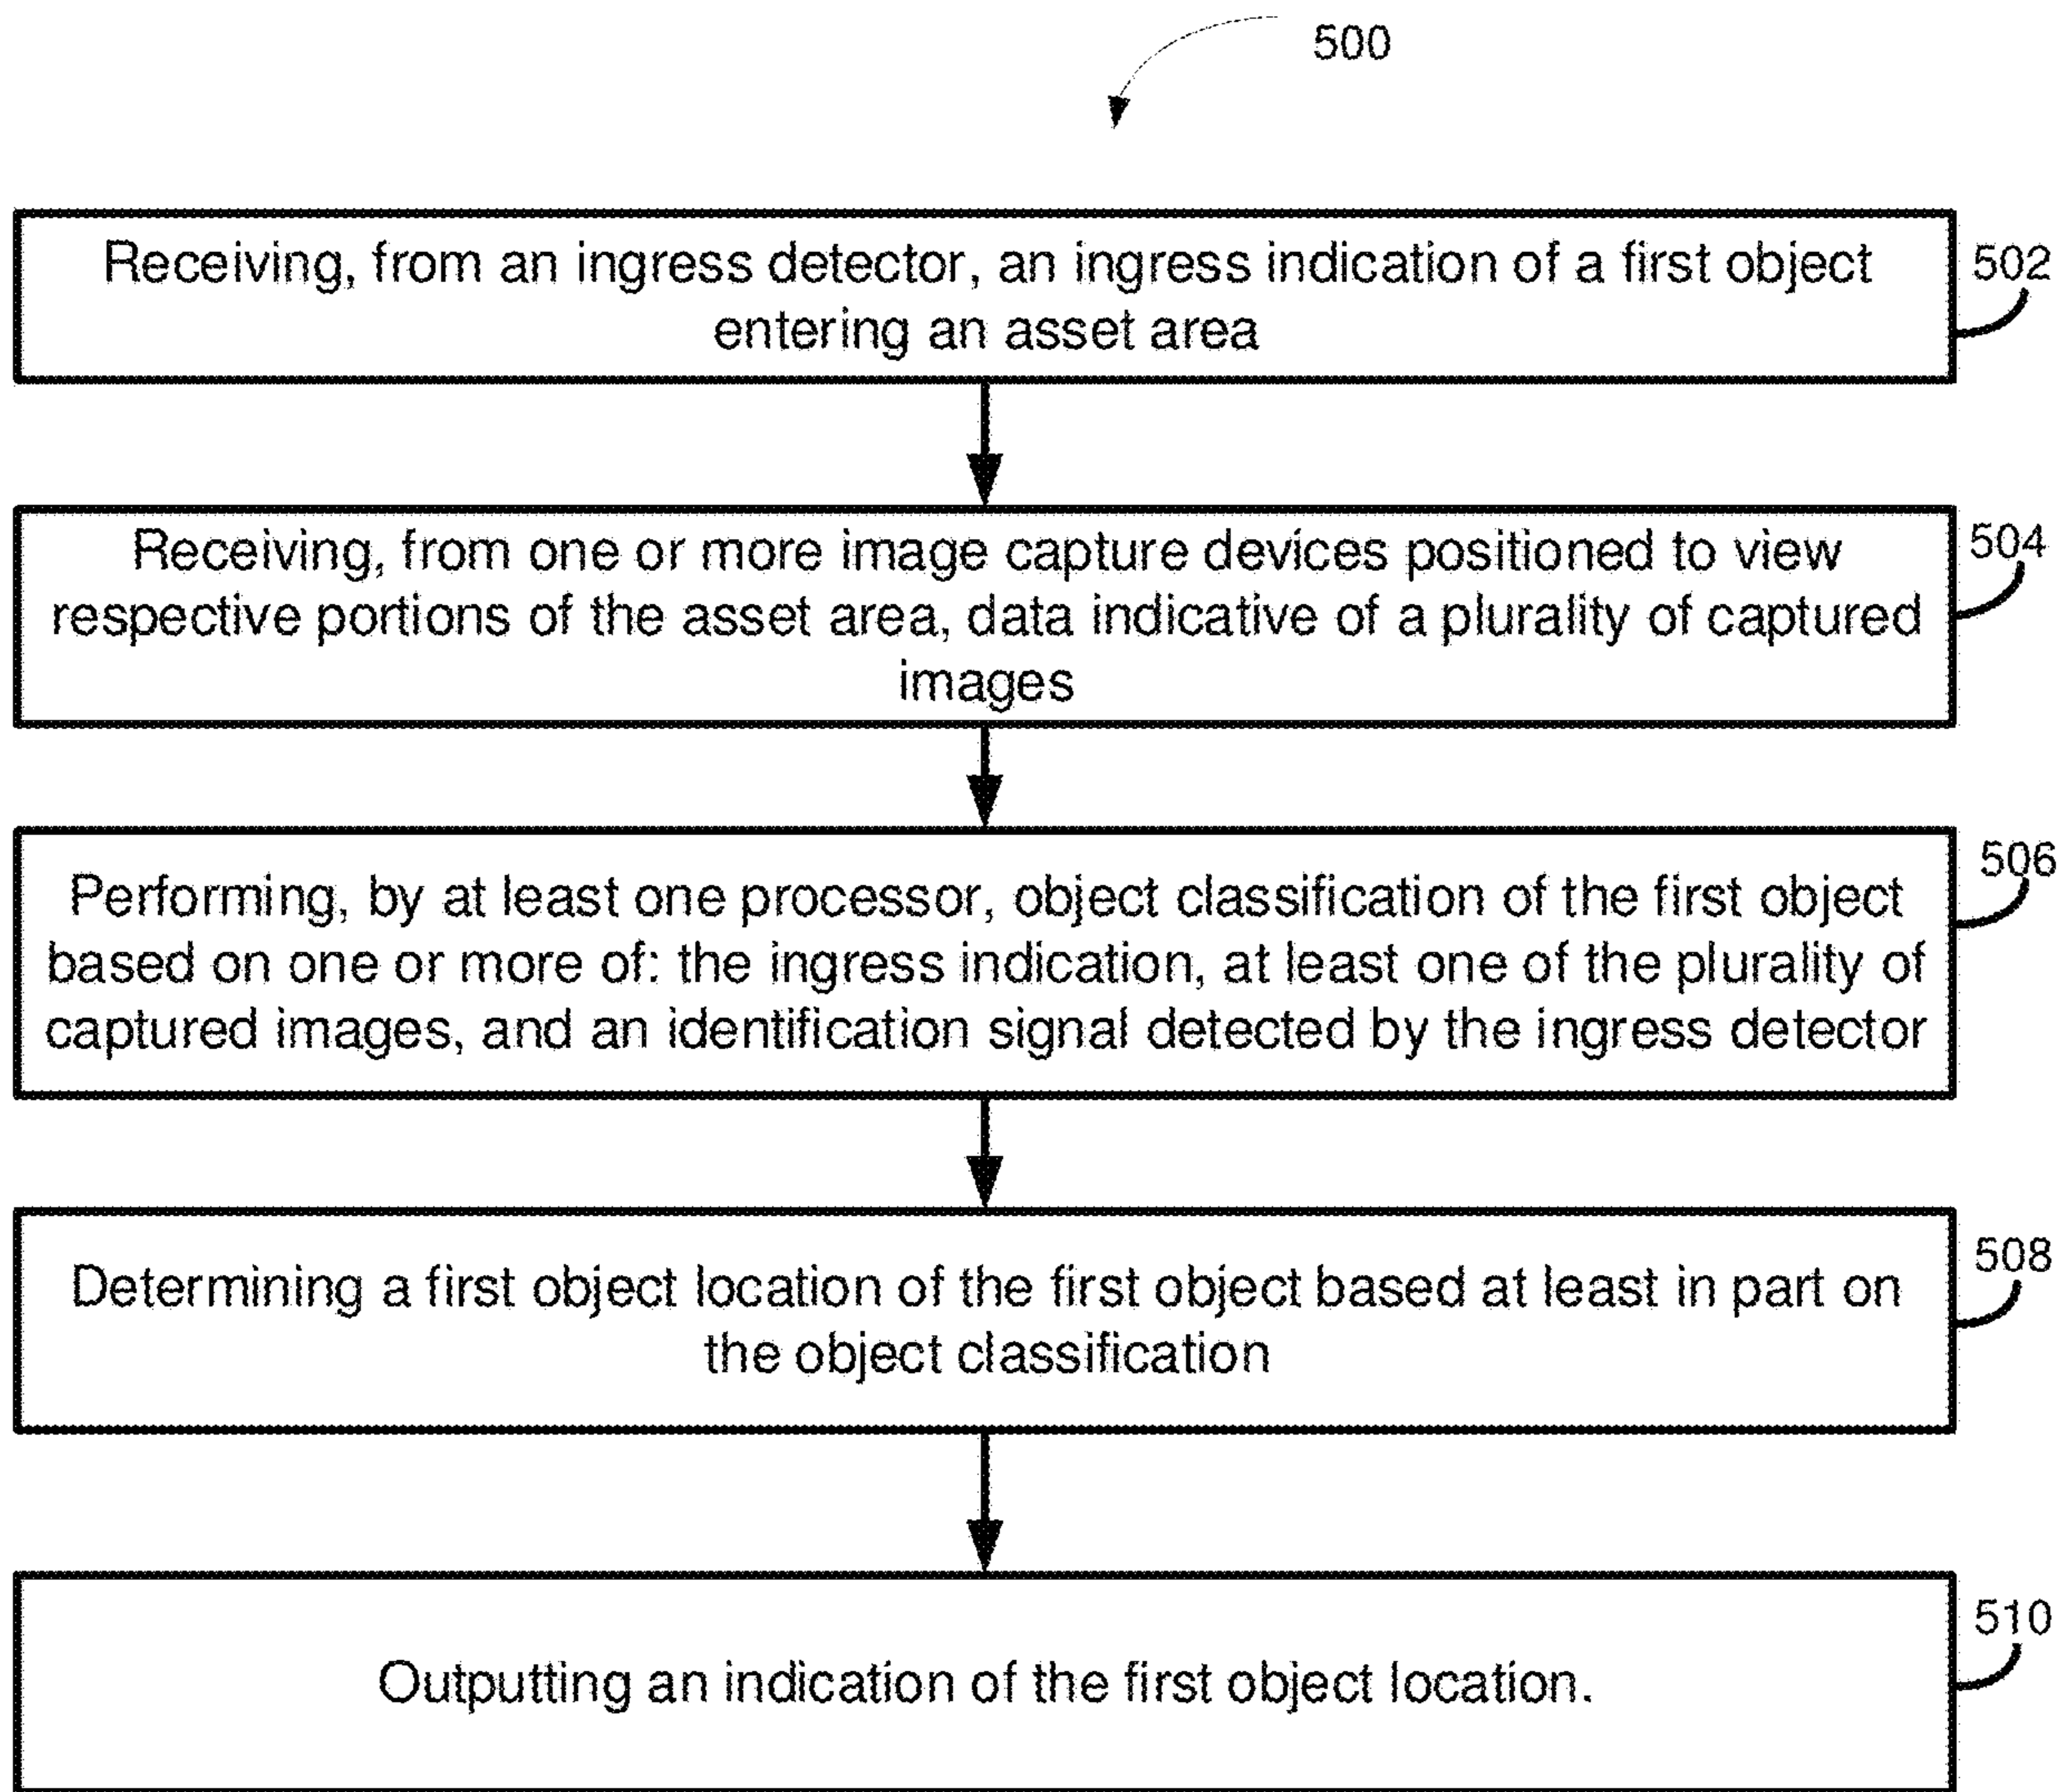 500
Receiving, from an ingress detector, an ingress indication of a first object
entering an asset area
502
Receiving, from one or more image capture devices positioned to view
respective portions of the asset area, data indicative of a plurality of captured
images
504
Performing, by at least one processor, object classification of the first object
based on one or more of: the ingress indication, at least one of the plurality of
captured images, and an identification signal detected by the ingress detector
506
Determining a first object location of the first object based at least in part on
the object classification
508
Outputting an indication of the first object location.
510